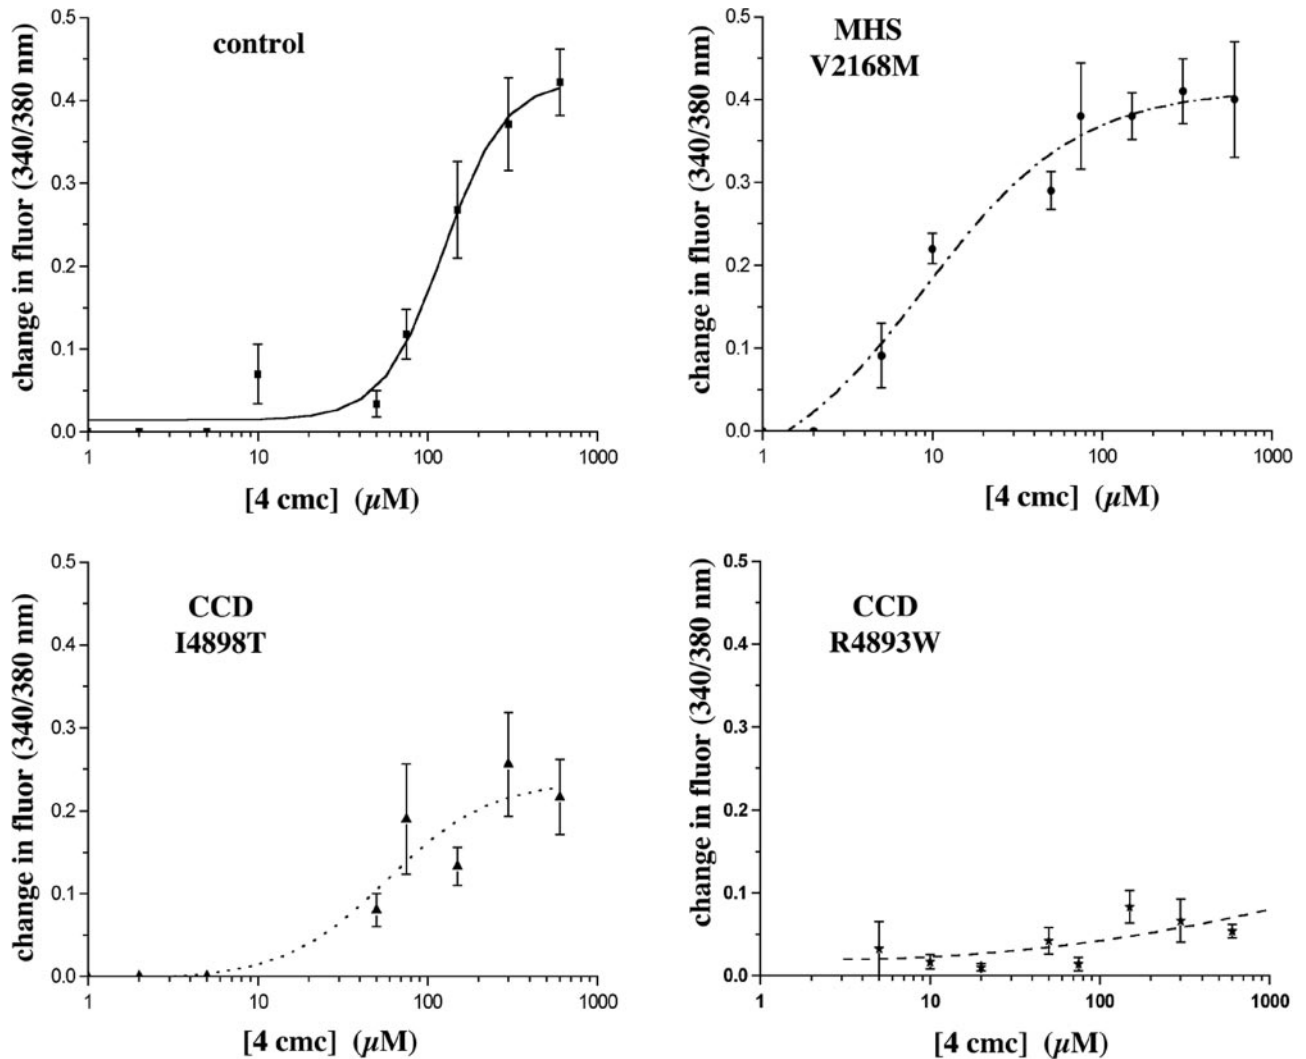 control
0.5
0.4
0.3
0.2
0.1
0.0
change in fluor (340/380 nm)
1 10 100 1000
[4 cmc] (µM)
MHS
V2168M
0.5
0.4
0.3
0.2
0.1
0.0
change in fluor (340/380 nm)
1 10 100 1000
[4 cmc] (µM)
CCD
I4898T
0.5
0.4
0.3
0.2
0.1
0.0
change in fluor (340/380 nm)
1 10 100 1000
[4 cmc] (µM)
CCD
R4893W
0.5
0.4
0.3
0.2
0.1
0.0
change in fluor (340/380 nm)
1 10 100 1000
[4 cmc] (µM)